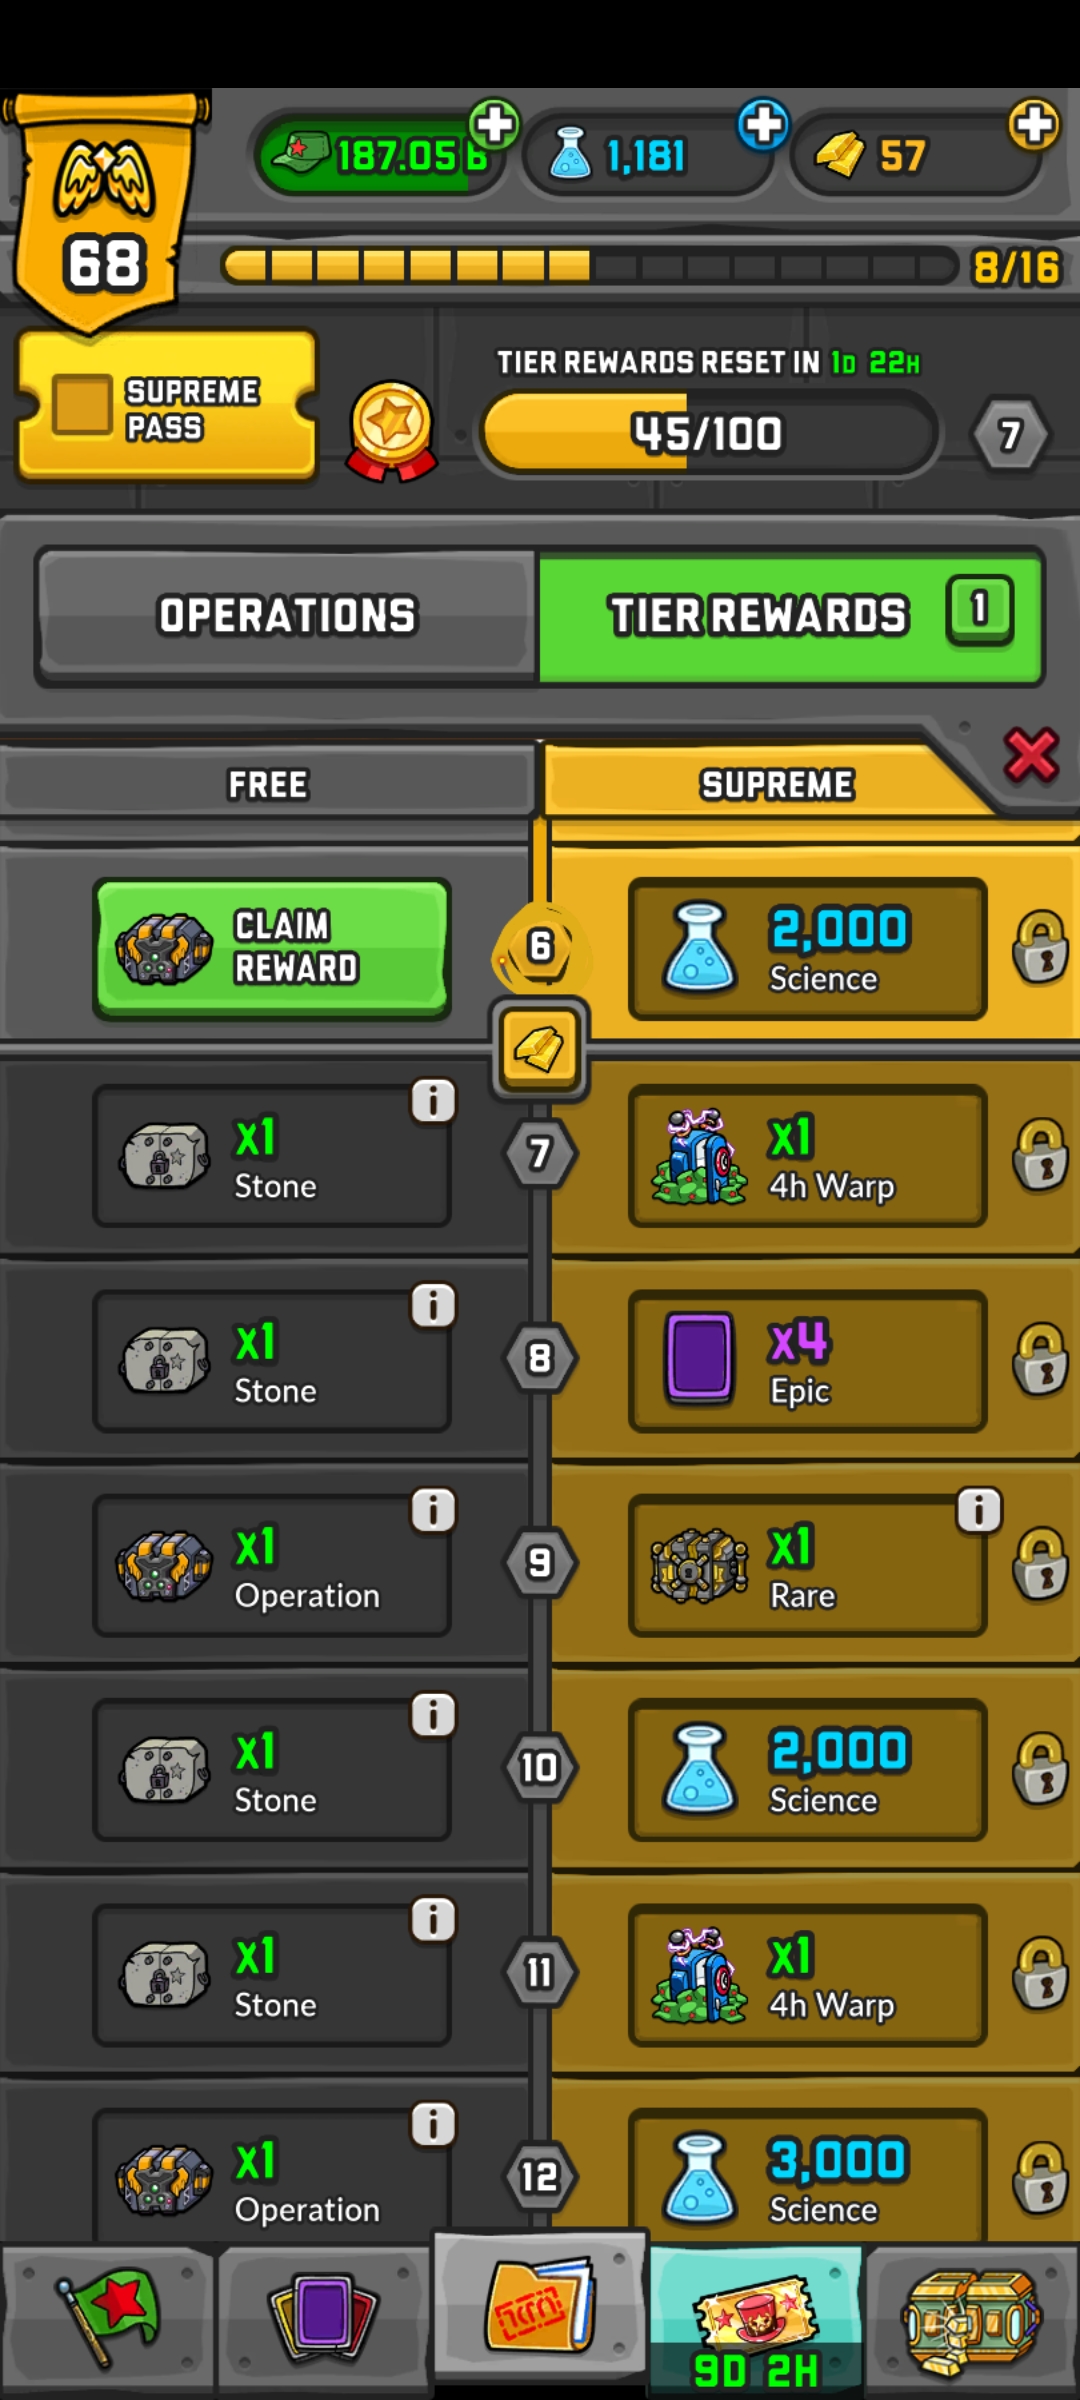 187.05 B
1,181
57
68
8/16
TIER REWARDS RESET IN 1D 22H
SUPREME
PASS
45/100
7
OPERATIONS
TIER REWARDS
1
FREE
SUPREME
CLAIM
REWARD
6
2,000
Science
x1
Stone
7
x1
4h Warp
x1
Stone
8
x4
Epic
x1
Operation
9
x1
Rare
x1
Stone
10
2,000
Science
x1
Stone
11
x1
4h Warp
x1
Operation
12
3,000
Science
9D 2H